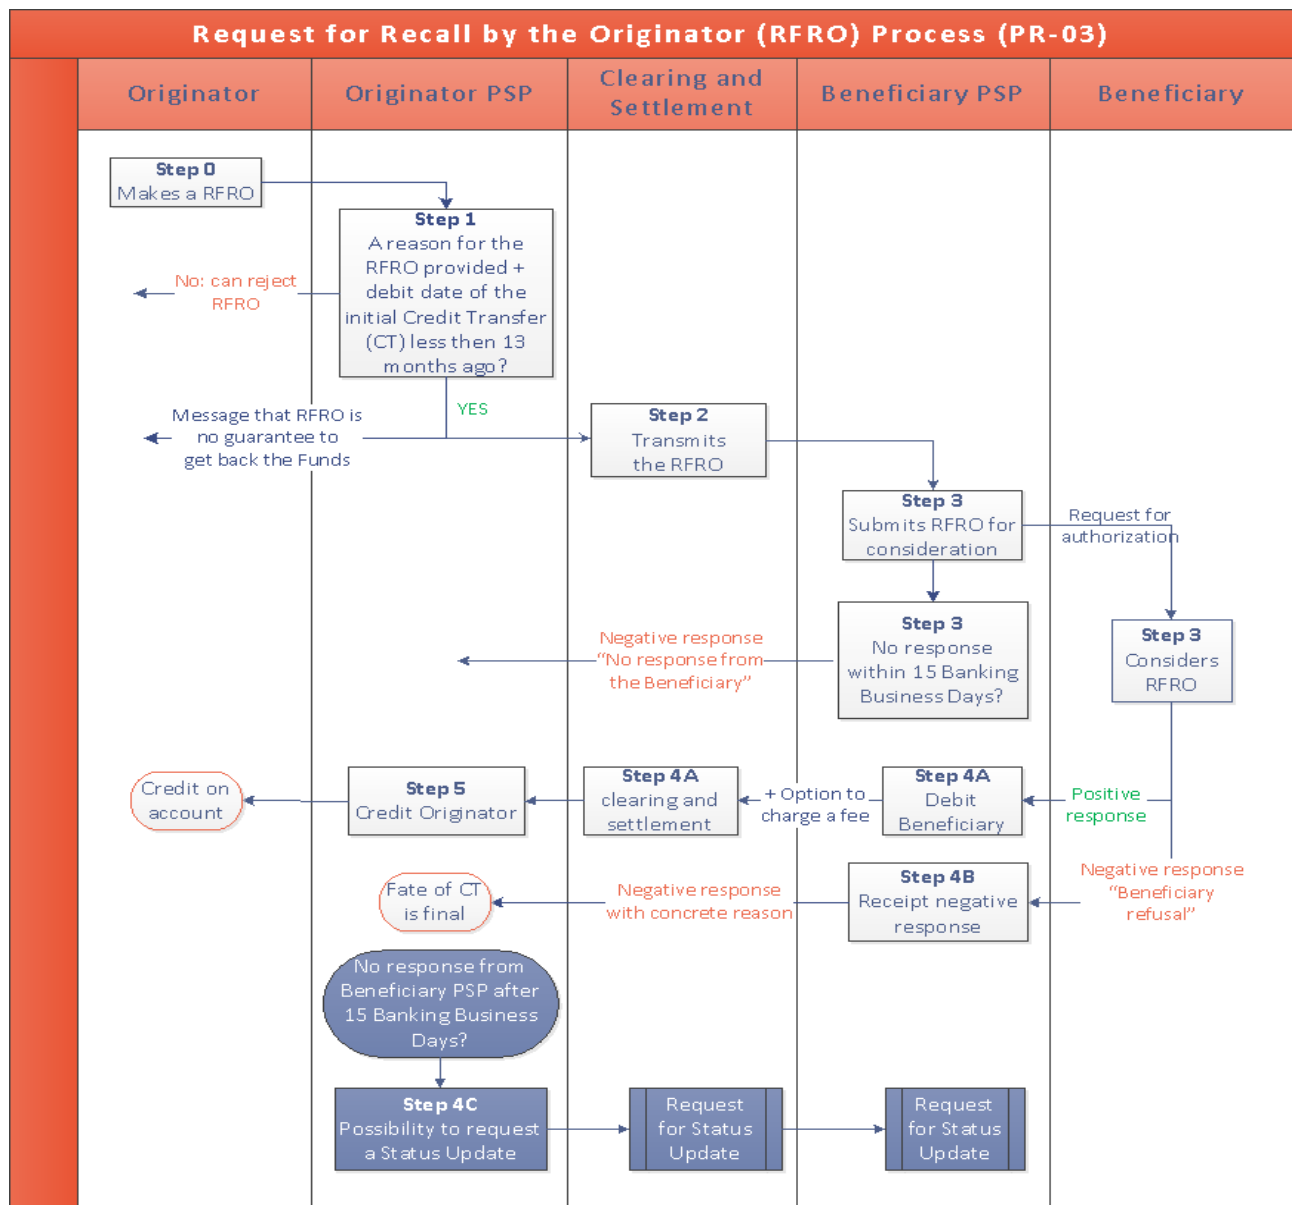 Request for Recall by the Originator (RFRO) Process (PR-03)
Originator
Originator PSP
Clearing and
Settlement
Beneficiary PSP
Beneficiary
Step 0
Makes a RFRO
Step 1
A reason for the
RFRO provided +
debit date of the
initial Credit Transfer
(CT) less then 13
months ago?
No: can reject
RFRO
YES
Message that RFRO is
no guarantee to
get back the Funds
Step 2
Transmits
the RFRO
Step 3
Submits RFRO for
consideration
Request for
authorization
Step 3
No response
within 15 Banking
Business Days?
Negative response
“No response from
the Beneficiary”
Step 3
Considers
RFRO
Credit on
account
Step 5
Credit Originator
Step 4A
clearing and
settlement
+ Option to
charge a fee
Step 4A
Debit
Beneficiary
Positive
response
Fate of CT
is final
Negative response
with concrete reason
Step 4B
Receipt negative
response
Negative response
“Beneficiary
refusal”
No response from
Beneficiary PSP after
15 Banking Business
Days?
Step 4C
Possibility to request
a Status Update
Request
for Status
Update
Request
for Status
Update